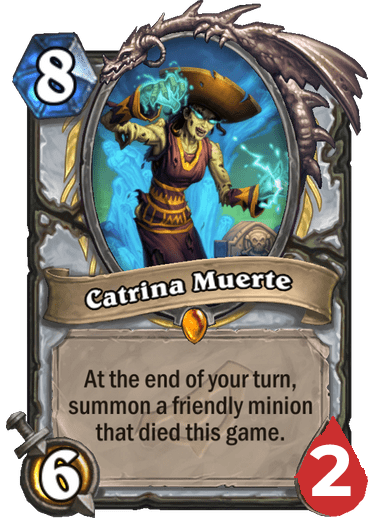 8
Catrina Muerte
At the end of your turn,
summon a friendly minion
that died this game.
6
2